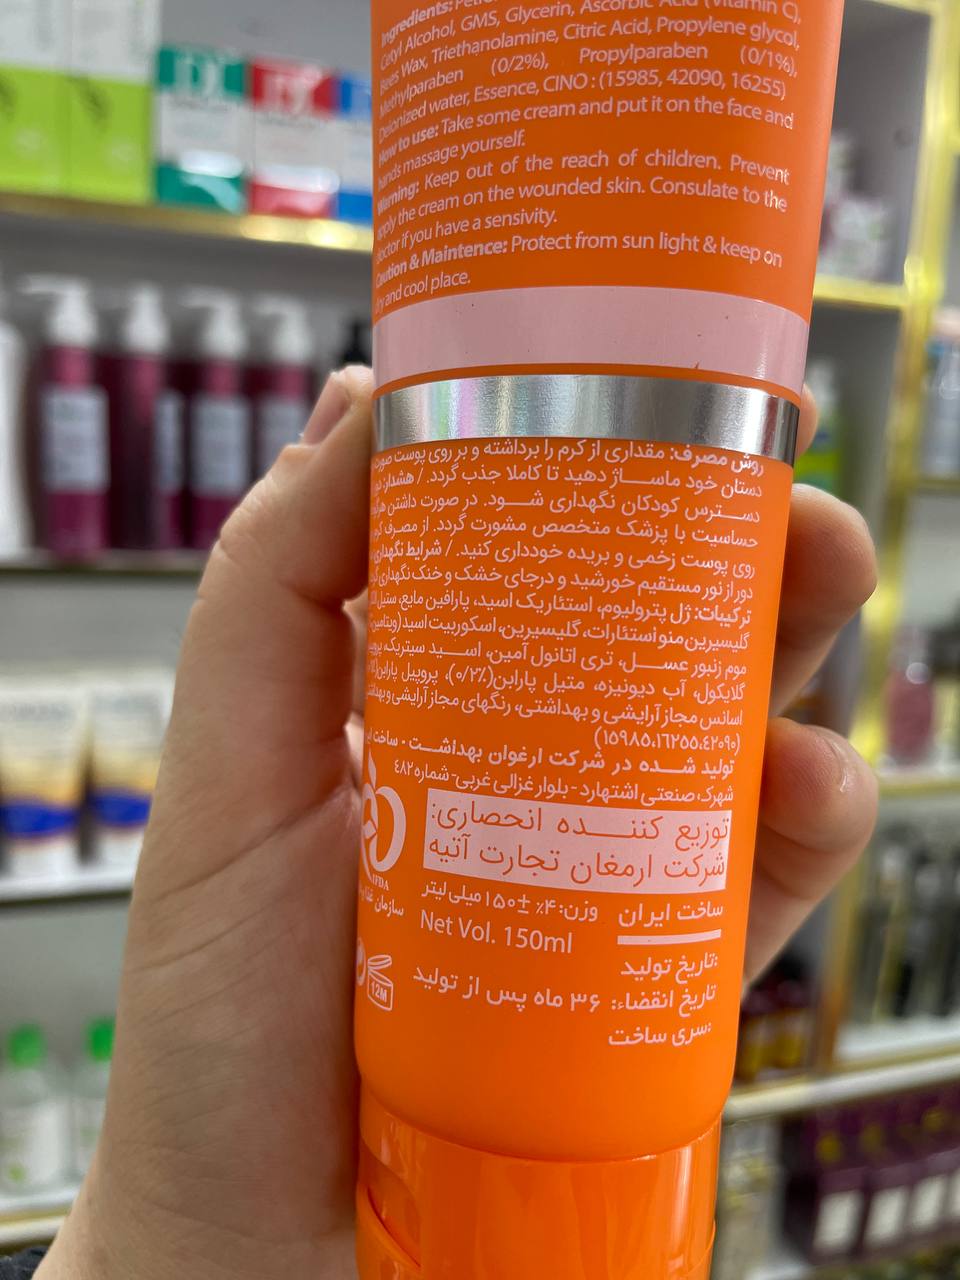 Ingredients:
Cetyl Alcohol, GMS, Glycerin, Ascorbic Acid (Vitamin C),
Bees Wax, Triethanolamine, Citric Acid, Propylene glycol,
Methylparaben (0/2%), Propylparaben (0/1%),
Deionized water, Essence, CINO : (15985, 42090, 16255)
How to use: Take some cream and put it on the face and
hands massage yourself.
Warning: Keep out of the reach of children. Prevent
apply the cream on the wounded skin. Consulate to the
doctor if you have a sensivity.
Caution & Maintence: Protect from sun light & keep on
dry and cool place.
روش مصرف: مقداری از کرم را برداشته و بر روی پوست صورت
دستان خود ماساژ دهید تا کاملا جذب گردد. / هشدار:
دسترس کودکان نگهداری شود. در صورت داشتن هرگونه
حساسیت با پزشک متخصص مشورت گردد. از مصرف کرم
روی پوست زخمی و بریده خودداری کنید. / شرایط نگهداری:
دور از نور مستقیم خورشید و درجای خشک و خنک نگهداری
ترکیبات: ژل پترولیوم، استئاریک اسید، پارافین مایع، ستیل
گلیسیرین منو استئارات، گلیسیرین، اسکوربیت اسید (ویتامین
موم زنبور عسل، تری اتانول آمین، اسید سیتریک، پروپیلن
گلایکول، آب دیونیزه، متیل پارابن(۰/۲٪)، پروپیل پارابن
اسانس مجاز آرایشی و بهداشتی، رنگهای مجاز آرایشی و بهداشتی
(۱۵۹۸۵،۱۶۲۵۵،۴۲۰۹۰)
تولید شده در شرکت ارغوان بهداشت - ساخت
شهرک صنعتی اشتهارد - بلوار غزالی غربی - شماره ۴۸۲
توزیع کننده انحصاری:
شرکت ارمغان تجارت آتیه
IFDA
سازمان غذا و
ساخت ایران
وزن: ۴٪ ±۱۵۰ میلی لیتر
Net Vol. 150ml
تاریخ تولید:
تاریخ انقضاء: ۳۶ ماه پس از تولید
سری ساخت:
12M